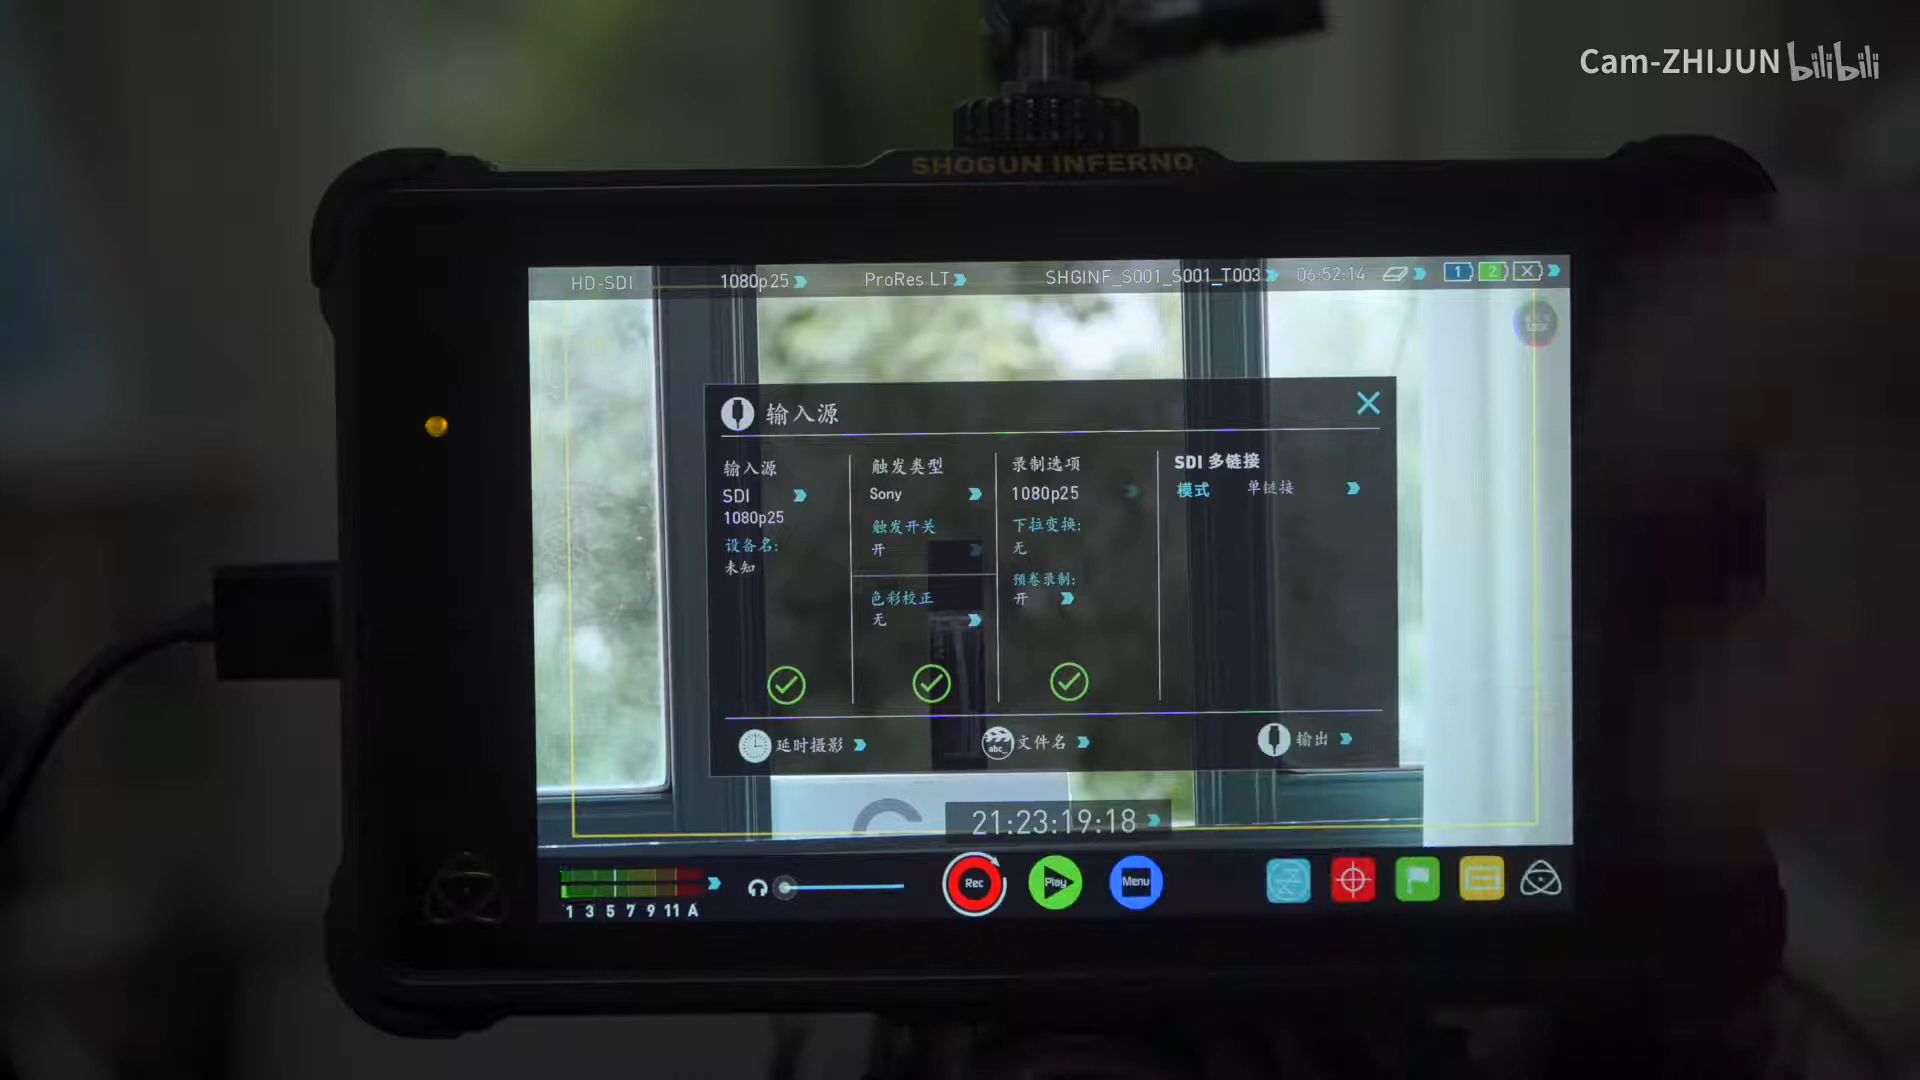 Cam-ZHIJUN bilibili
SHOGUN INFERNO
HD-SDI 1080p25 ProRes LT SHGINF_S001_S001_T003 06:52:14 1 2 X
输入源
输入源
SDI
1080p25
设备名:
未知
触发类型
Sony
触发开关
开
色彩校正
无
录制选项
1080p25
下拉变换:
无
预卷录制:
开
SDI 多链接
模式 单链接
延时摄影 abc_ 文件名 输出
21:23:19:18
Rec Play Menu
1 3 5 7 9 11 A